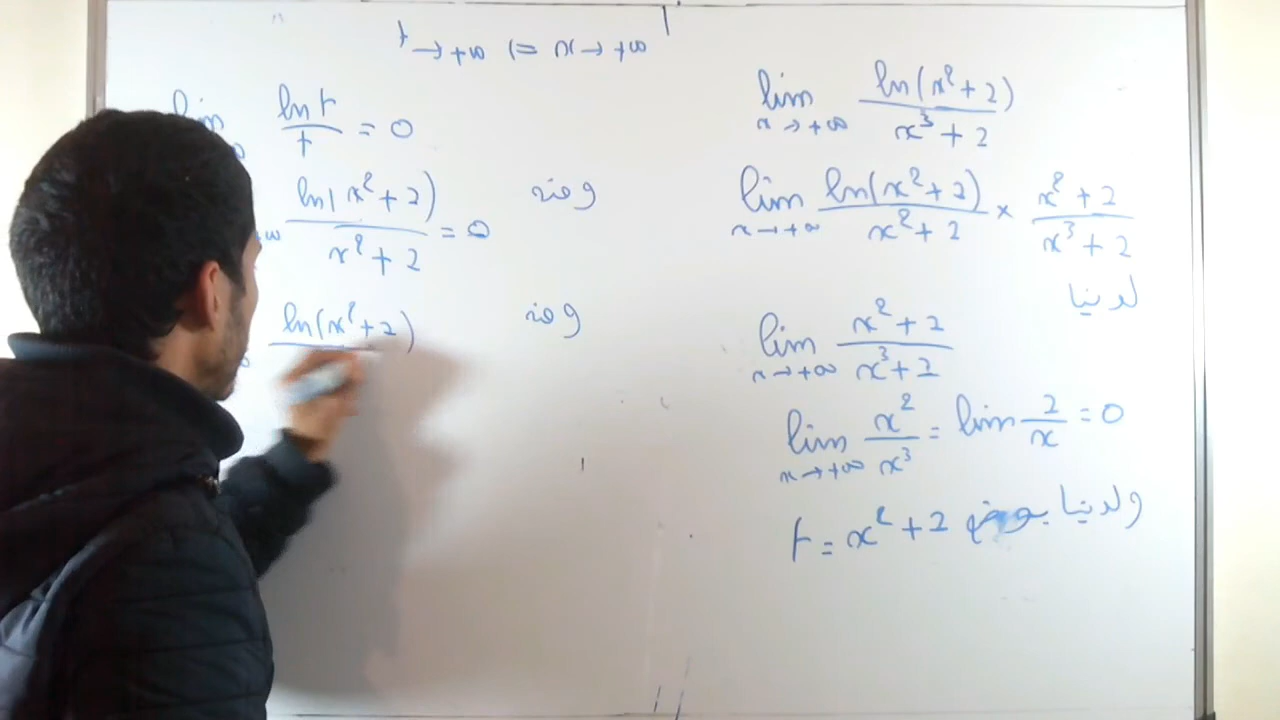 lim x→+∞ ln(x²+2) / x³+2
lim x→+∞ ln(x²+2) / x²+2 × x²+2 / x³+2
لدينا
lim x→+∞ x²+2 / x³+2
lim x→+∞ x² / x³ = lim 2 / x = 0
ولدينا بوضع t = x²+2
t→+∞ (= x→+∞
lim ln t / t = 0
ومنه ln(x²+2) / x²+2 = 0
ومنه ln(x²+2)